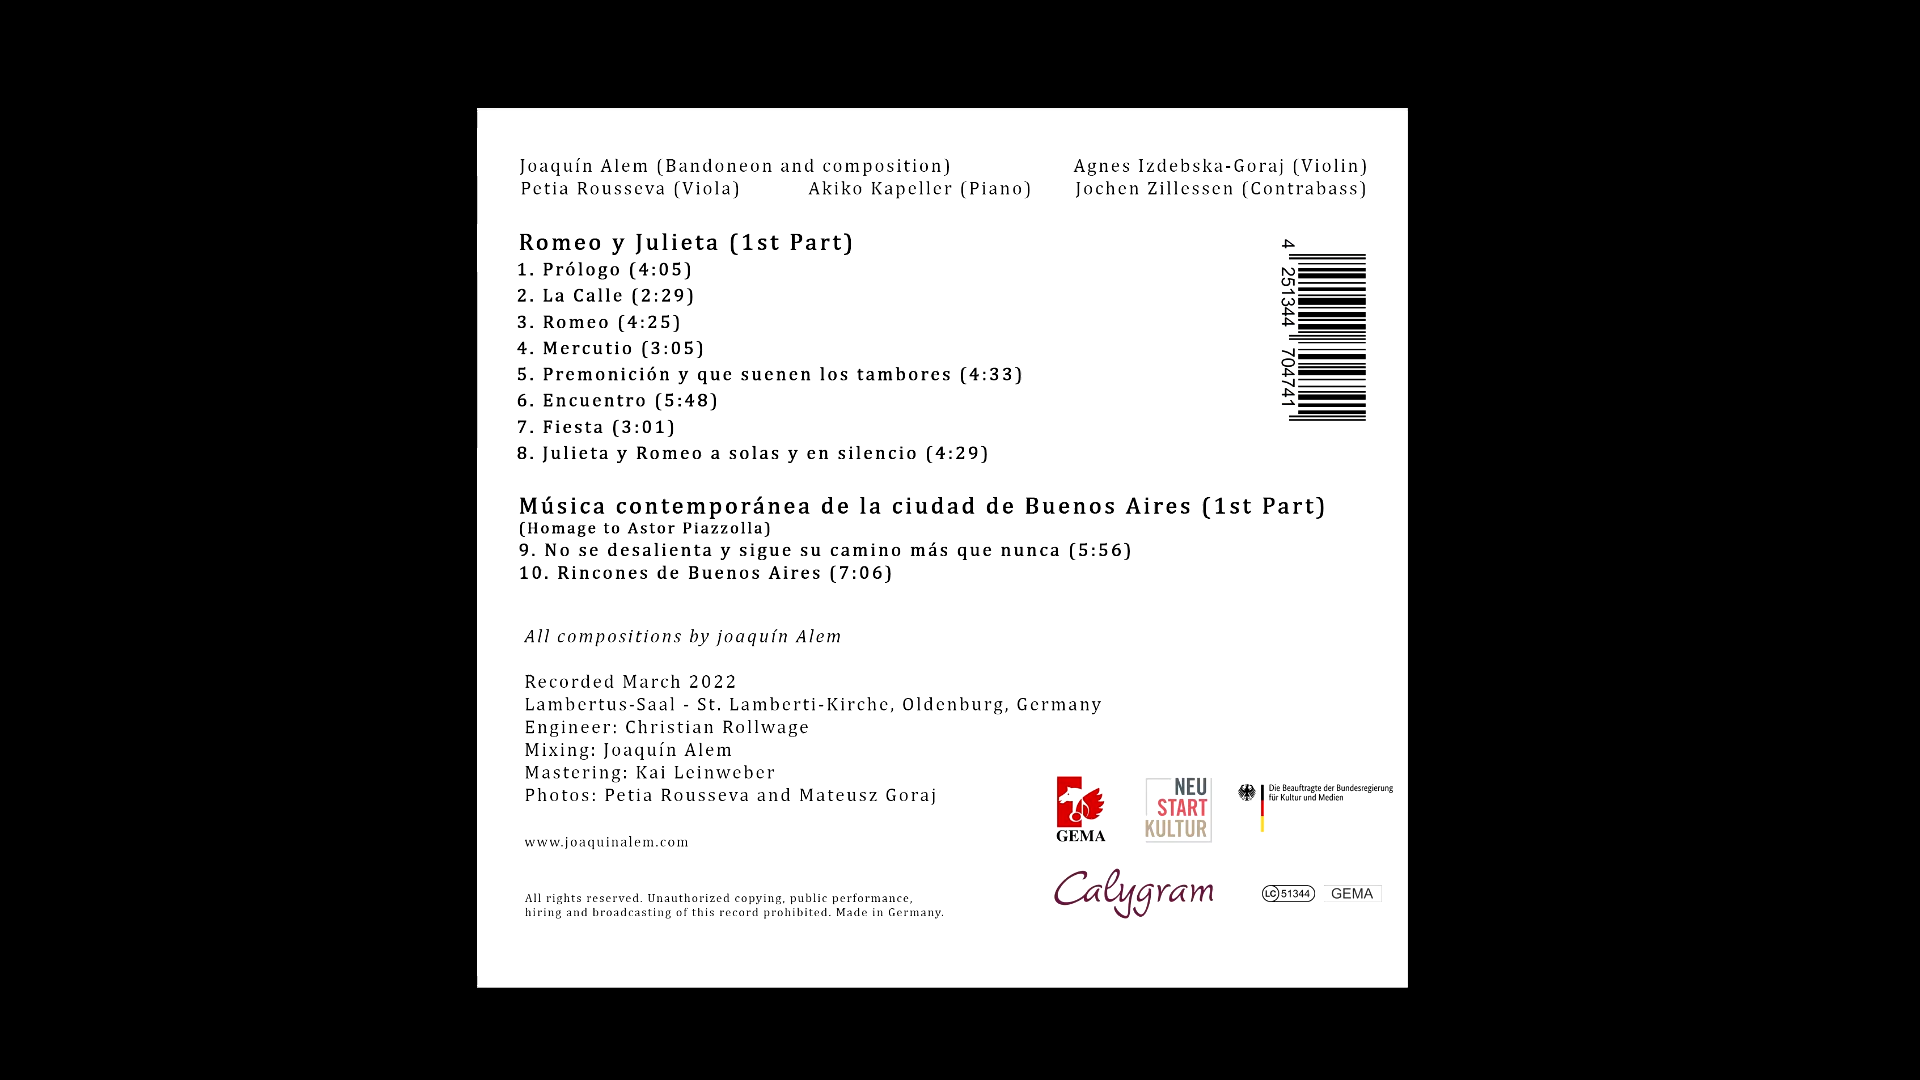 Joaquín Alem (Bandoneon and composition) Agnes Izdebska-Goraj (Violin)
Petia Rousseva (Viola) Akiko Kapeller (Piano) Jochen Zillessen (Contrabass)
Romeo y Julieta (1st Part)
1. Prólogo (4:05)
2. La Calle (2:29)
3. Romeo (4:25)
4. Mercutio (3:05)
5. Premonición y que suenen los tambores (4:33)
6. Encuentro (5:48)
7. Fiesta (3:01)
8. Julieta y Romeo a solas y en silencio (4:29)
4 251344 704741
Música contemporánea de la ciudad de Buenos Aires (1st Part)
(Homage to Astor Piazzolla)
9. No se desalienta y sigue su camino más que nunca (5:56)
10. Rincones de Buenos Aires (7:06)
All compositions by joaquín Alem
Recorded March 2022
Lambertus-Saal - St. Lamberti-Kirche, Oldenburg, Germany
Engineer: Christian Rollwage
Mixing: Joaquín Alem
Mastering: Kai Leinweber
Photos: Petia Rousseva and Mateusz Goraj
www.joaquinalem.com
All rights reserved. Unauthorized copying, public performance,
hiring and broadcasting of this record prohibited. Made in Germany.
GEMA
NEU
START
KULTUR
Die Beauftragte der Bundesregierung
für Kultur und Medien
Calygram
LC 51344 GEMA